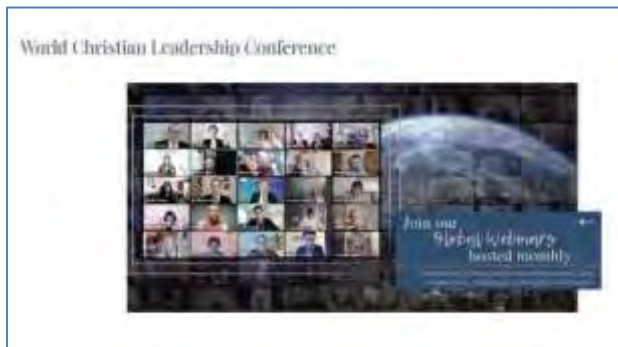 World Christian Leadership Conference
Join our
Global Webinars
hosted monthly